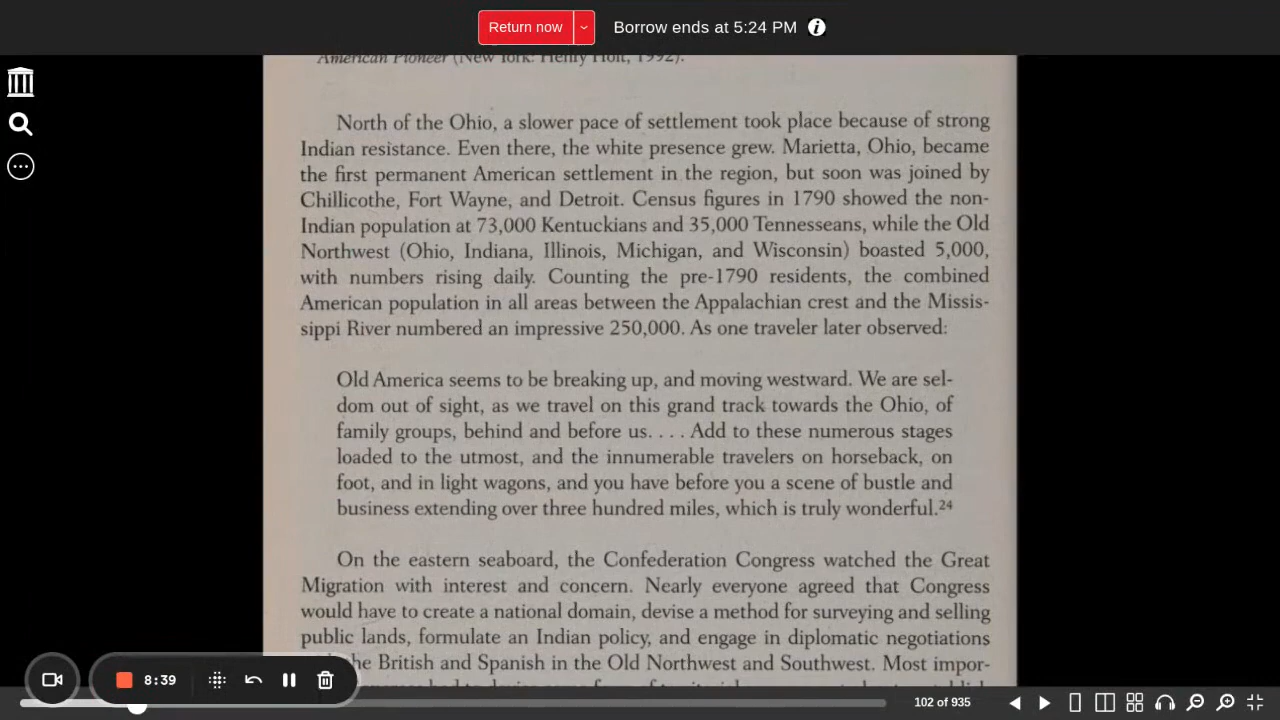 Return now
Borrow ends at 5:24 PM
American Pioneer (New York: Henry Holt, 1992).
North of the Ohio, a slower pace of settlement took place because of strong
Indian resistance. Even there, the white presence grew. Marietta, Ohio, became
the first permanent American settlement in the region, but soon was joined by
Chillicothe, Fort Wayne, and Detroit. Census figures in 1790 showed the non-
Indian population at 73,000 Kentuckians and 35,000 Tennesseans, while the Old
Northwest (Ohio, Indiana, Illinois, Michigan, and Wisconsin) boasted 5,000,
with numbers rising daily. Counting the pre-1790 residents, the combined
American population in all areas between the Appalachian crest and the Missis-
sippi River numbered an impressive 250,000. As one traveler later observed:
Old America seems to be breaking up, and moving westward. We are sel-
dom out of sight, as we travel on this grand track towards the Ohio, of
family groups, behind and before us. . . . Add to these numerous stages
loaded to the utmost, and the innumerable travelers on horseback, on
foot, and in light wagons, and you have before you a scene of bustle and
business extending over three hundred miles, which is truly wonderful.24
On the eastern seaboard, the Confederation Congress watched the Great
Migration with interest and concern. Nearly everyone agreed that Congress
would have to create a national domain, devise a method for surveying and selling
public lands, formulate an Indian policy, and engage in diplomatic negotiations
he British and Spanish in the Old Northwest and Southwest. Most impor-
8:39
102 of 935